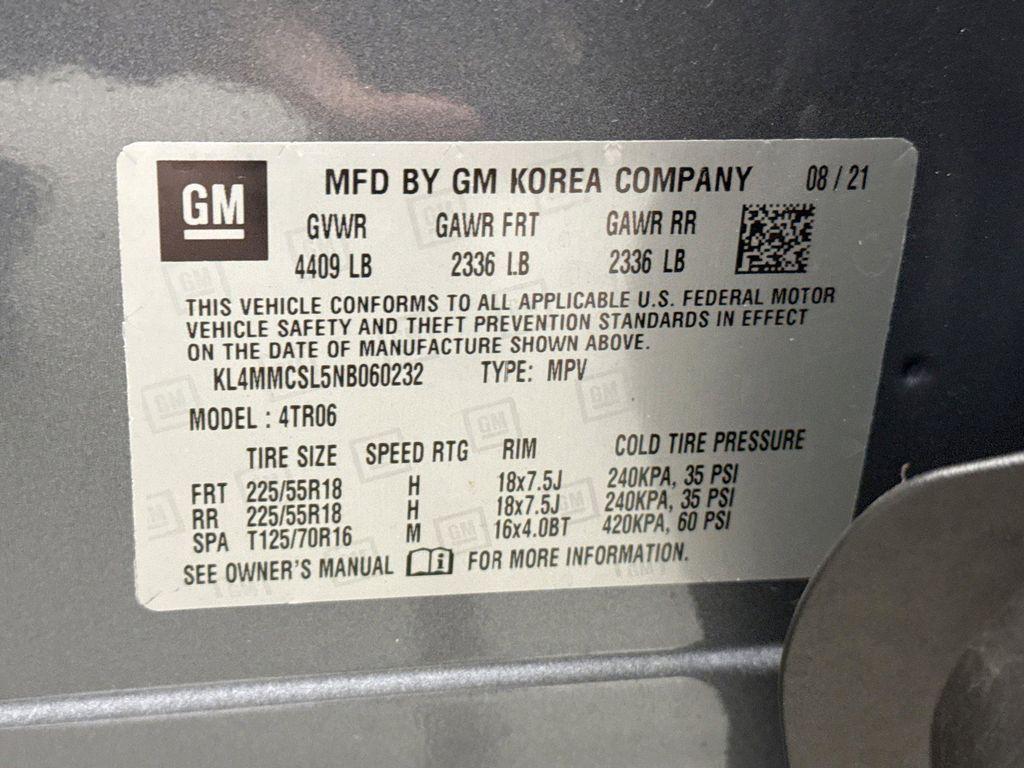 GM
MFD BY GM KOREA COMPANY 08 / 21
GVWR GAWR FRT GAWR RR
4409 LB 2336 LB 2336 LB
THIS VEHICLE CONFORMS TO ALL APPLICABLE U.S. FEDERAL MOTOR
VEHICLE SAFETY AND THEFT PREVENTION STANDARDS IN EFFECT
ON THE DATE OF MANUFACTURE SHOWN ABOVE.
KL4MMCSL5NB060232 TYPE: MPV
MODEL : 4TR06
TIRE SIZE SPEED RTG RIM COLD TIRE PRESSURE
FRT 225/55R18 H 18x7.5J 240KPA, 35 PSI
RR 225/55R18 H 18x7.5J 240KPA, 35 PSI
SPA T125/70R16 M 16x4.0BT 420KPA, 60 PSI
SEE OWNER'S MANUAL i FOR MORE INFORMATION.